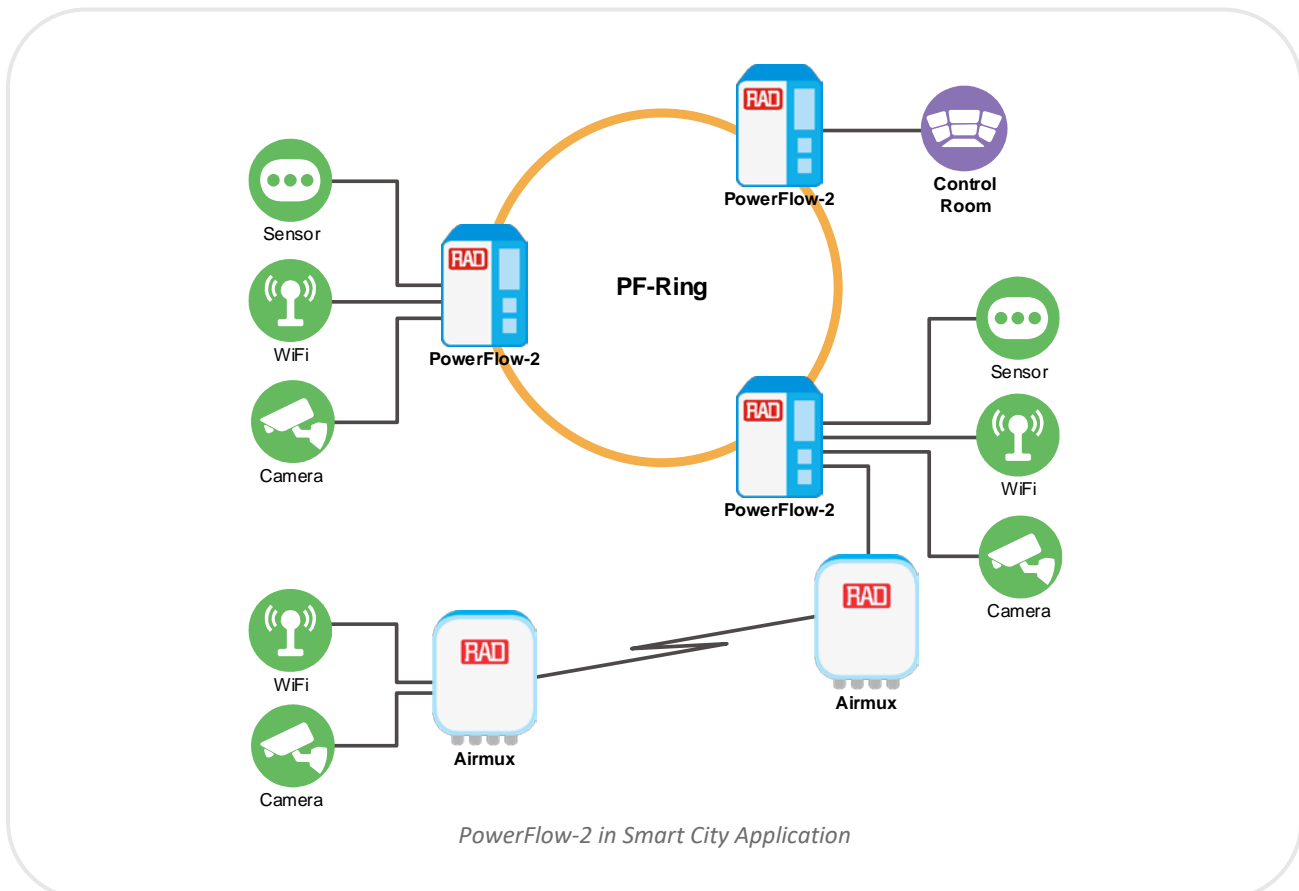 RAD
PowerFlow-2
Control
Room
Sensor
RAD
PowerFlow-2
PF-Ring
WiFi
Camera
Sensor
RAD
PowerFlow-2
WiFi
Camera
RAD
Airmux
WiFi
RAD
Airmux
Camera
PowerFlow-2 in Smart City Application